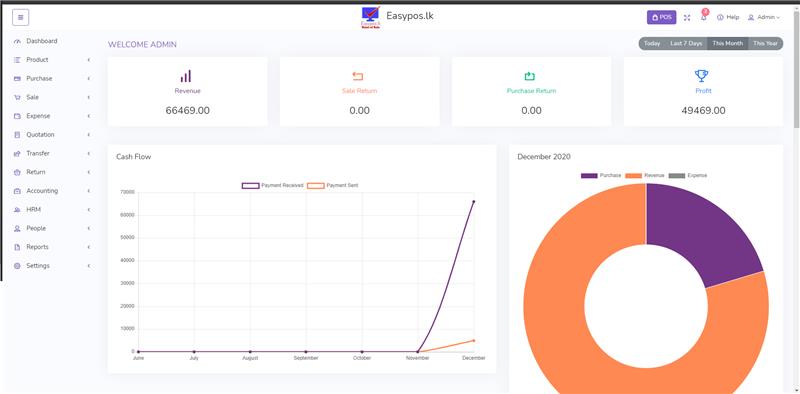 Easypos.lk
POS
7
Help
Admin
Dashboard
Product
Purchase
Sale
Expense
Quotation
Transfer
Return
Accounting
HRM
People
Reports
Settings
WELCOME ADMIN
Today Last 7 Days This Month This Year
Revenue
66469.00
Sale Return
0.00
Purchase Return
0.00
Profit
49469.00
Cash Flow
Payment Received Payment Sent
70000
60000
50000
40000
30000
20000
10000
0
June July August September October November December
December 2020
Purchase Revenue Expense